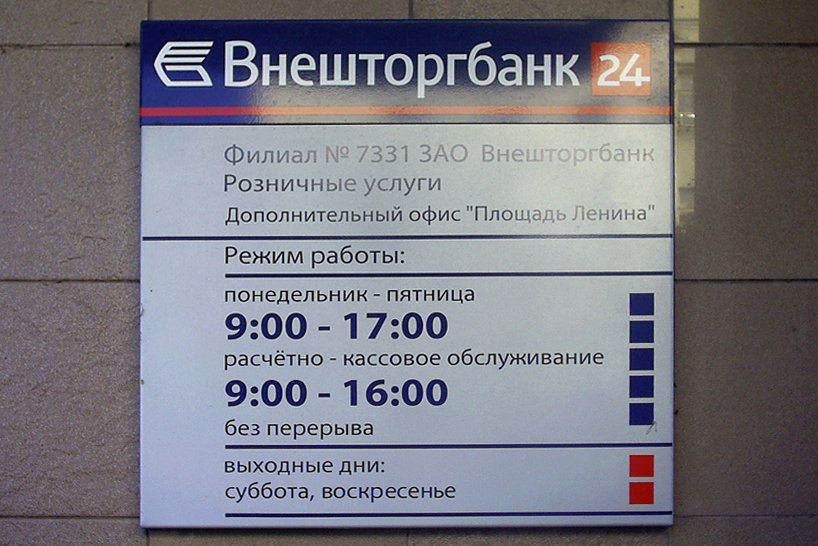 Внешторгбанк 24
Филиал № 7331 ЗАО Внешторгбанк
Розничные услуги
Дополнительный офис "Площадь Ленина"
Режим работы:
понедельник - пятница
9:00 - 17:00
расчётно - кассовое обслуживание
9:00 - 16:00
без перерыва
выходные дни:
суббота, воскресенье